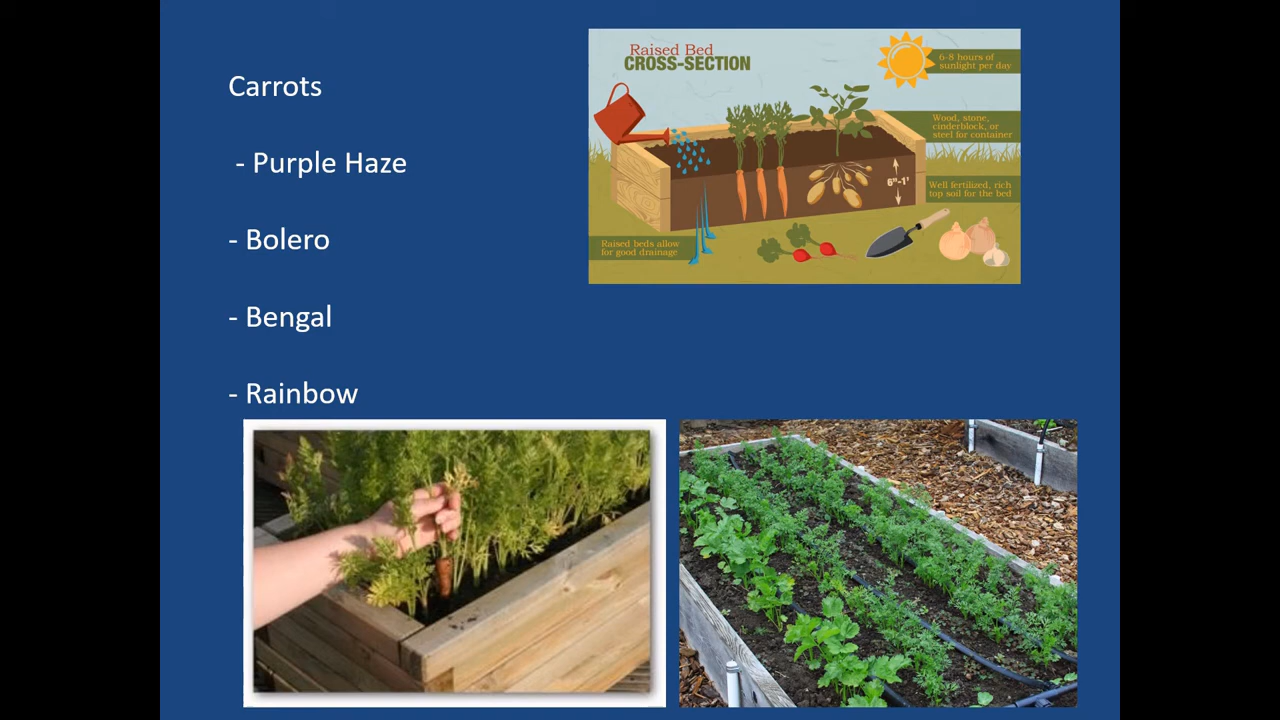 Carrots
- Purple Haze
- Bolero
- Bengal
- Rainbow
Raised Bed
CROSS-SECTION
6-8 hours of
sunlight per day
Wood, stone,
cinderblock, or
steel for container
6"-1'
Well fertilized, rich
top soil for the bed
Raised beds allow
for good drainage